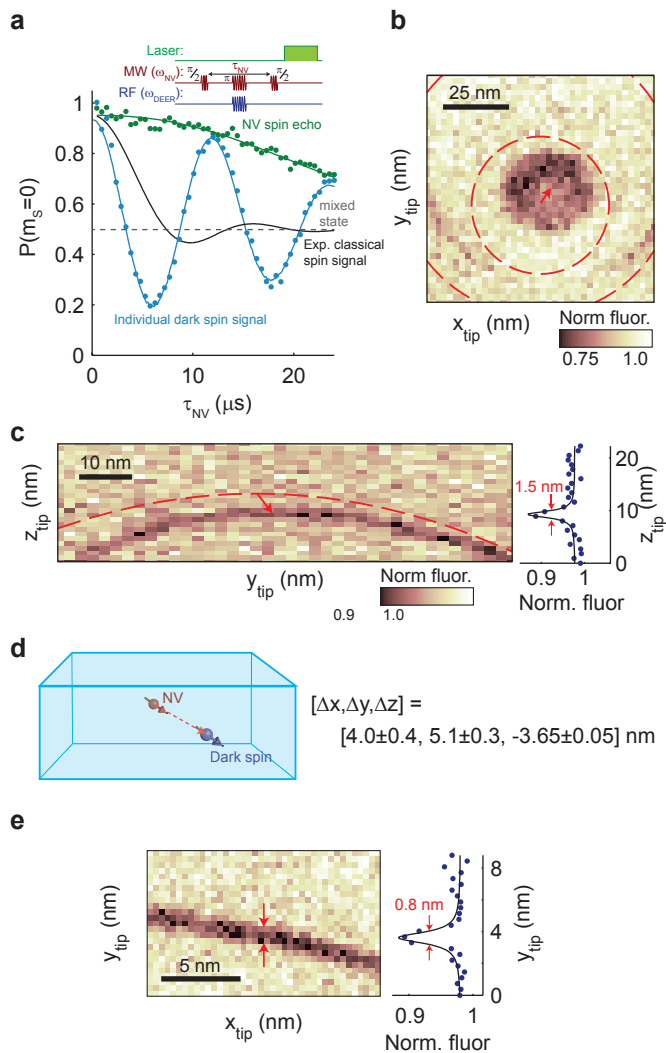 a
Laser:
MW (ω_NV):
π/2
τ_NV
π
π/2
RF (ω_DEER):
NV spin echo
mixed
state
Exp. classical
spin signal
Individual dark spin signal
P(m_S=0)
1
0.8
0.6
0.4
0.2
0
0
10
20
τ_NV (μs)
b
25 nm
y_tip (nm)
x_tip (nm)
Norm fluor.
0.75 1.0
c
10 nm
z_tip (nm)
y_tip (nm)
Norm fluor.
0.9 1.0
1.5 nm
20
10
0
z_tip (nm)
0.9 1
Norm. fluor
d
NV
Dark spin
[Δx,Δy,Δz] =
[4.0±0.4, 5.1±0.3, -3.65±0.05] nm
e
y_tip (nm)
5 nm
x_tip (nm)
0.8 nm
8
4
0
y_tip (nm)
0.9 1
Norm. fluor